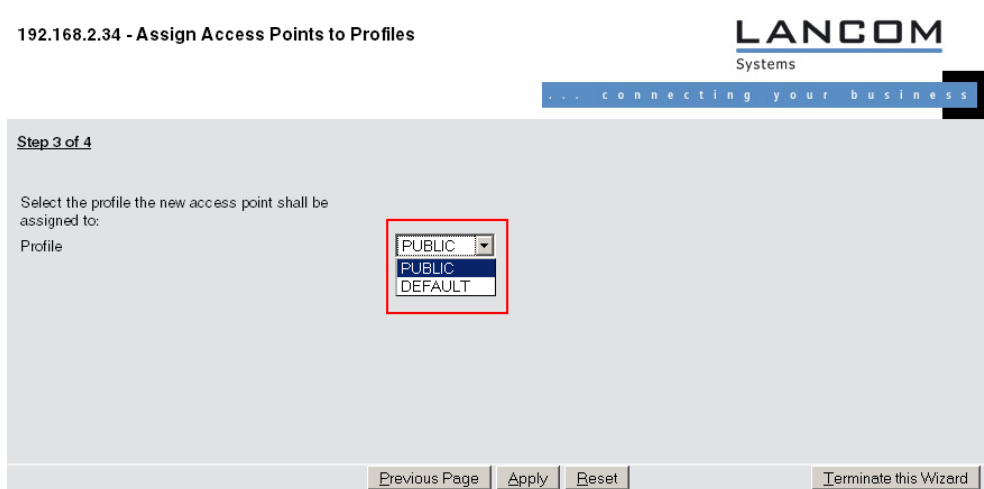 192.168.2.34 - Assign Access Points to Profiles
LANCOM
Systems
... connecting your business
Step 3 of 4
Select the profile the new access point shall be
assigned to:
Profile
PUBLIC
PUBLIC
DEFAULT
Previous Page
Apply
Reset
Terminate this Wizard